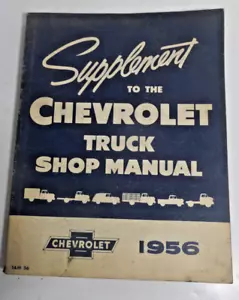 Supplement
TO THE
CHEVROLET
TRUCK
SHOP MANUAL
CHEVROLET
1956